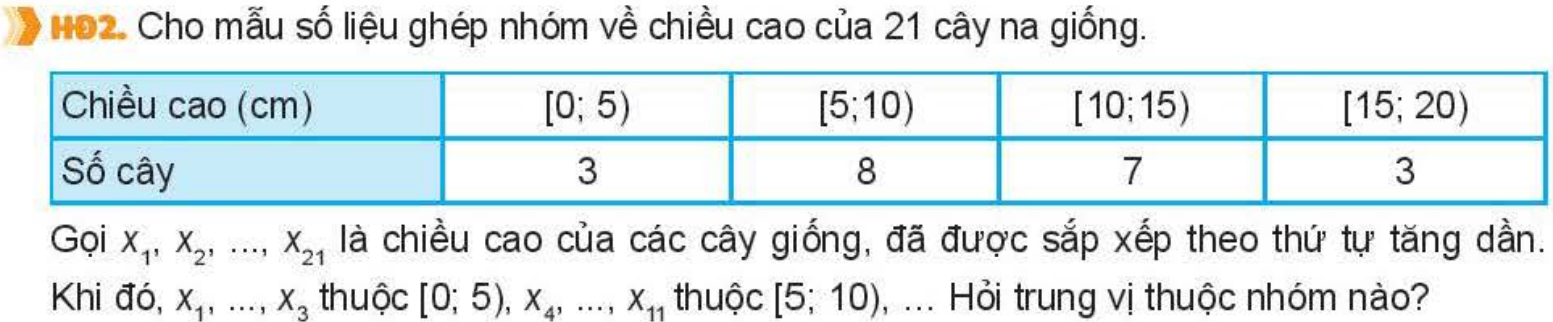 HĐ2. Cho mẫu số liệu ghép nhóm về chiều cao của 21 cây na giống.
Chiều cao (cm) [0; 5) [5;10) [10;15) [15; 20)
Số cây 3 8 7 3
Gọi x₁, x₂, ..., x₂₁ là chiều cao của các cây giống, đã được sắp xếp theo thứ tự tăng dần.
Khi đó, x₁, ..., x₃ thuộc [0; 5), x₄, ..., x₁₁ thuộc [5; 10), ... Hỏi trung vị thuộc nhóm nào?